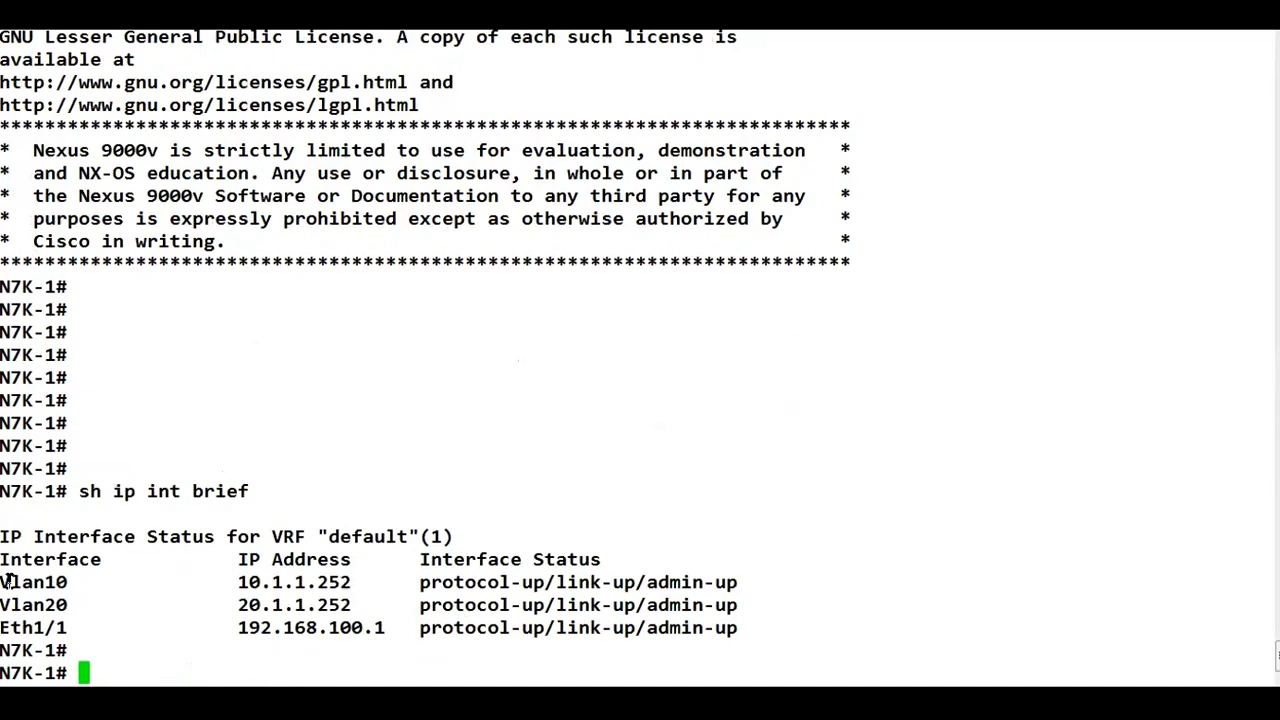 GNU Lesser General Public License. A copy of each such license is
available at
http://www.gnu.org/licenses/gpl.html and
http://www.gnu.org/licenses/lgpl.html
***************************************************************************
*  Nexus 9000v is strictly limited to use for evaluation, demonstration   *
*  and NX-OS education. Any use or disclosure, in whole or in part of     *
*  the Nexus 9000v Software or Documentation to any third party for any   *
*  purposes is expressly prohibited except as otherwise authorized by     *
*  Cisco in writing.                                                      *
***************************************************************************
N7K-1#
N7K-1#
N7K-1#
N7K-1#
N7K-1#
N7K-1#
N7K-1#
N7K-1#
N7K-1#
N7K-1# sh ip int brief
IP Interface Status for VRF "default"(1)
Interface            IP Address      Interface Status
Vlan10               10.1.1.252      protocol-up/link-up/admin-up
Vlan20               20.1.1.252      protocol-up/link-up/admin-up
Eth1/1               192.168.100.1   protocol-up/link-up/admin-up
N7K-1#
N7K-1#